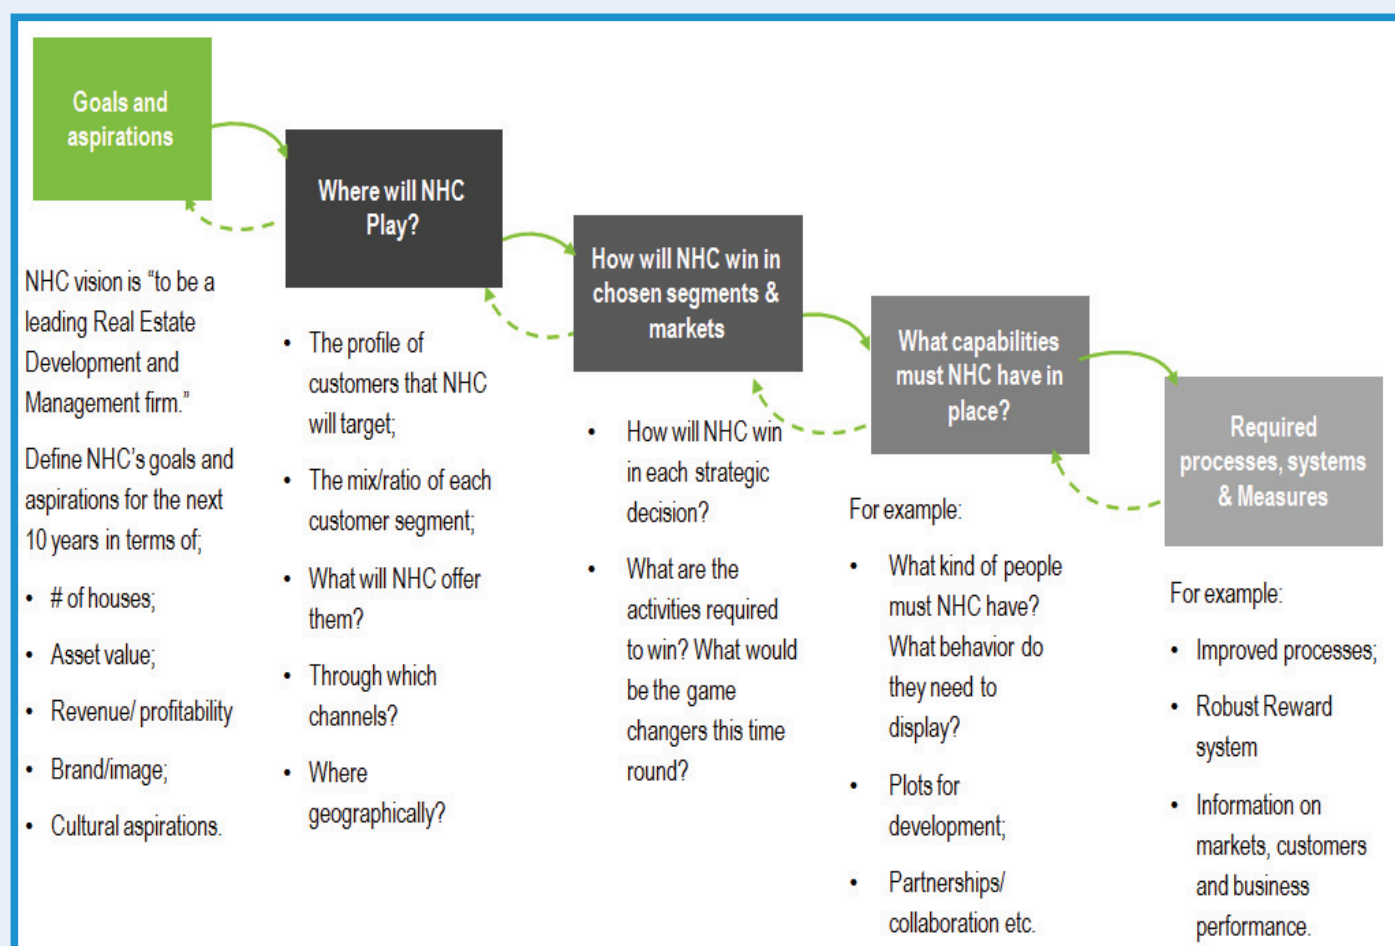 Goals and
aspirations
NHC vision is “to be a
leading Real Estate
Development and
Management firm.”
Define NHC’s goals and
aspirations for the next
10 years in terms of;
• # of houses;
• Asset value;
• Revenue/ profitability
• Brand/image;
• Cultural aspirations.
Where will NHC
Play?
• The profile of
customers that NHC
will target;
• The mix/ratio of each
customer segment;
• What will NHC offer
them?
• Through which
channels?
• Where
geographically?
How will NHC win in
chosen segments &
markets
• How will NHC win
in each strategic
decision?
• What are the
activities required
to win? What would
be the game
changers this time
round?
What capabilities
must NHC have in
place?
For example:
• What kind of people
must NHC have?
What behavior do
they need to
display?
• Plots for
development;
• Partnerships/
collaboration etc.
Required
processes, systems
& Measures
For example:
• Improved processes;
• Robust Reward
system
• Information on
markets, customers
and business
performance.